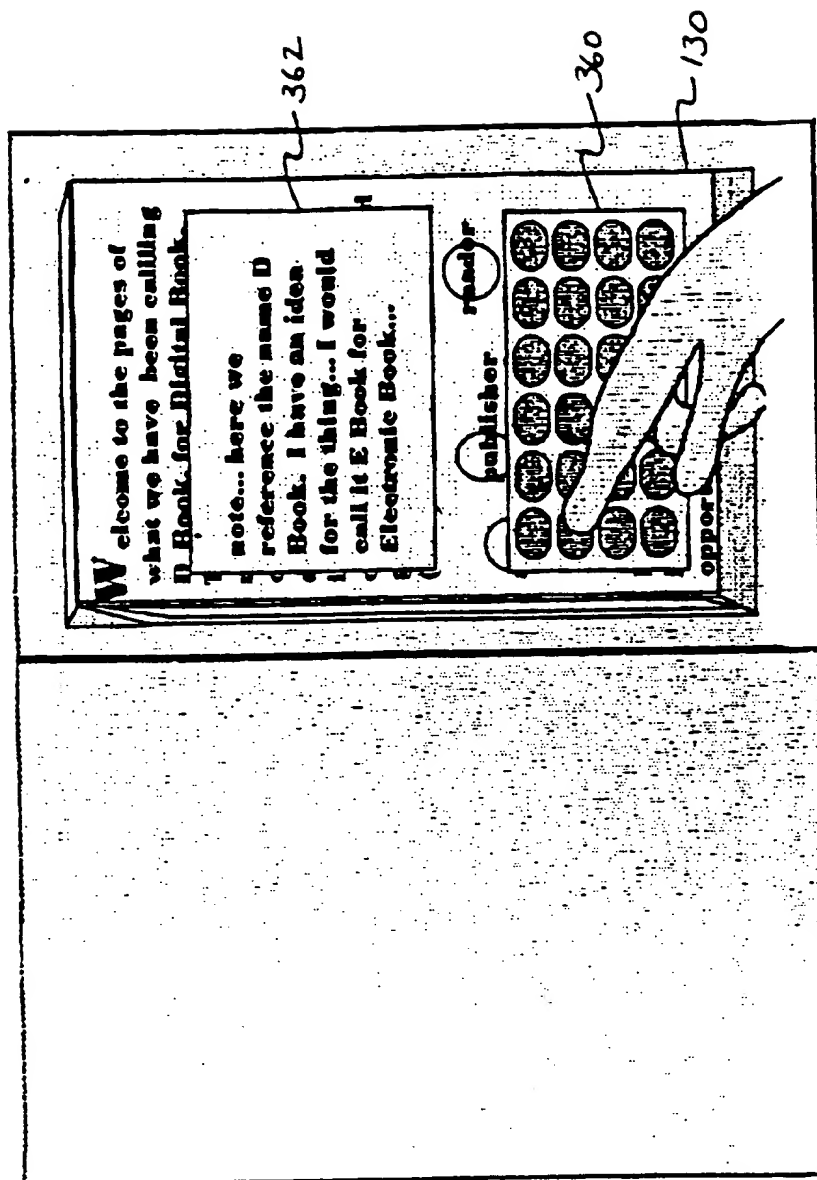 Welcome to the pages of
what we have been callling
D Book, for Digital Book.
note... here we
reference the name D
Book. I have an idea
for the thing... I would
call it E Book for
Electronic Book...
publisher
reader
oppor
362
360
130